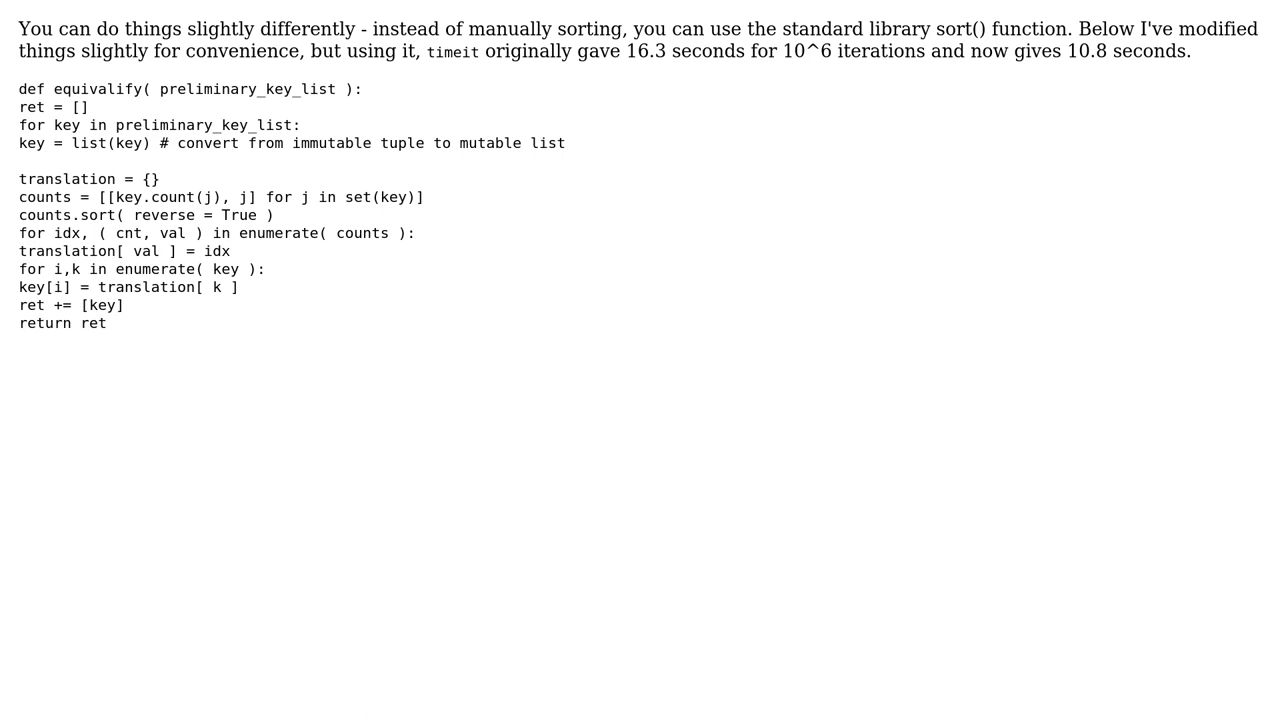 You can do things slightly differently - instead of manually sorting, you can use the standard library sort() function. Below I've modified
things slightly for convenience, but using it, timeit originally gave 16.3 seconds for 10^6 iterations and now gives 10.8 seconds.
def equivalify( preliminary_key_list ):
ret = []
for key in preliminary_key_list:
key = list(key) # convert from immutable tuple to mutable list
translation = {}
counts = [[key.count(j), j] for j in set(key)]
counts.sort( reverse = True )
for idx, ( cnt, val ) in enumerate( counts ):
translation[ val ] = idx
for i,k in enumerate( key ):
key[i] = translation[ k ]
ret += [key]
return ret